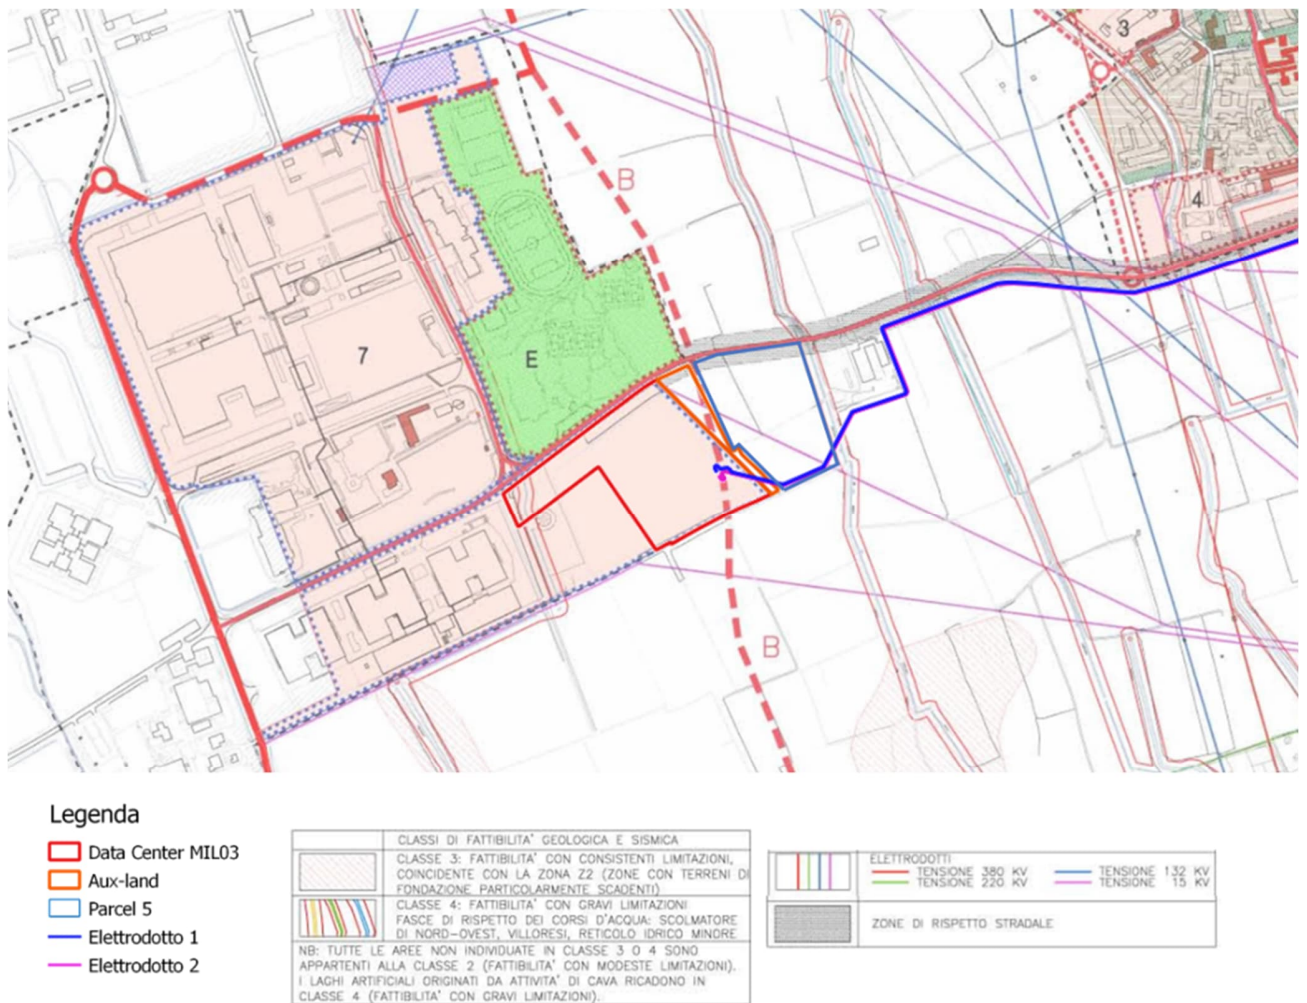 3
B
4
7
E
B
Legenda
Data Center MIL03
Aux-land
Parcel 5
Elettrodotto 1
Elettrodotto 2
CLASSI DI FATTIBILITA' GEOLOGICA E SISMICA
CLASSE 3: FATTIBILITA' CON CONSISTENTI LIMITAZIONI,
COINCIDENTE CON LA ZONA Z2 (ZONE CON TERRENI DI
FONDAZIONE PARTICOLARMENTE SCADENTI)
CLASSE 4: FATTIBILITA' CON GRAVI LIMITAZIONI
FASCE DI RISPETTO DEI CORSI D'ACQUA: SCOLMATORE
DI NORD-OVEST, VILLORESI, RETICOLO IDRICO MINORE
NB: TUTTE LE AREE NON INDIVIDUATE IN CLASSE 3 O 4 SONO
APPARTENTI ALLA CLASSE 2 (FATTIBILITA' CON MODESTE LIMITAZIONI).
I LAGHI ARTIFICIALI ORIGINATI DA ATTIVITA' DI CAVA RICADONO IN
CLASSE 4 (FATTIBILITA' CON GRAVI LIMITAZIONI).
ELETTRODOTTI
TENSIONE 380 KV TENSIONE 132 KV
TENSIONE 220 KV TENSIONE 15 KV
ZONE DI RISPETTO STRADALE